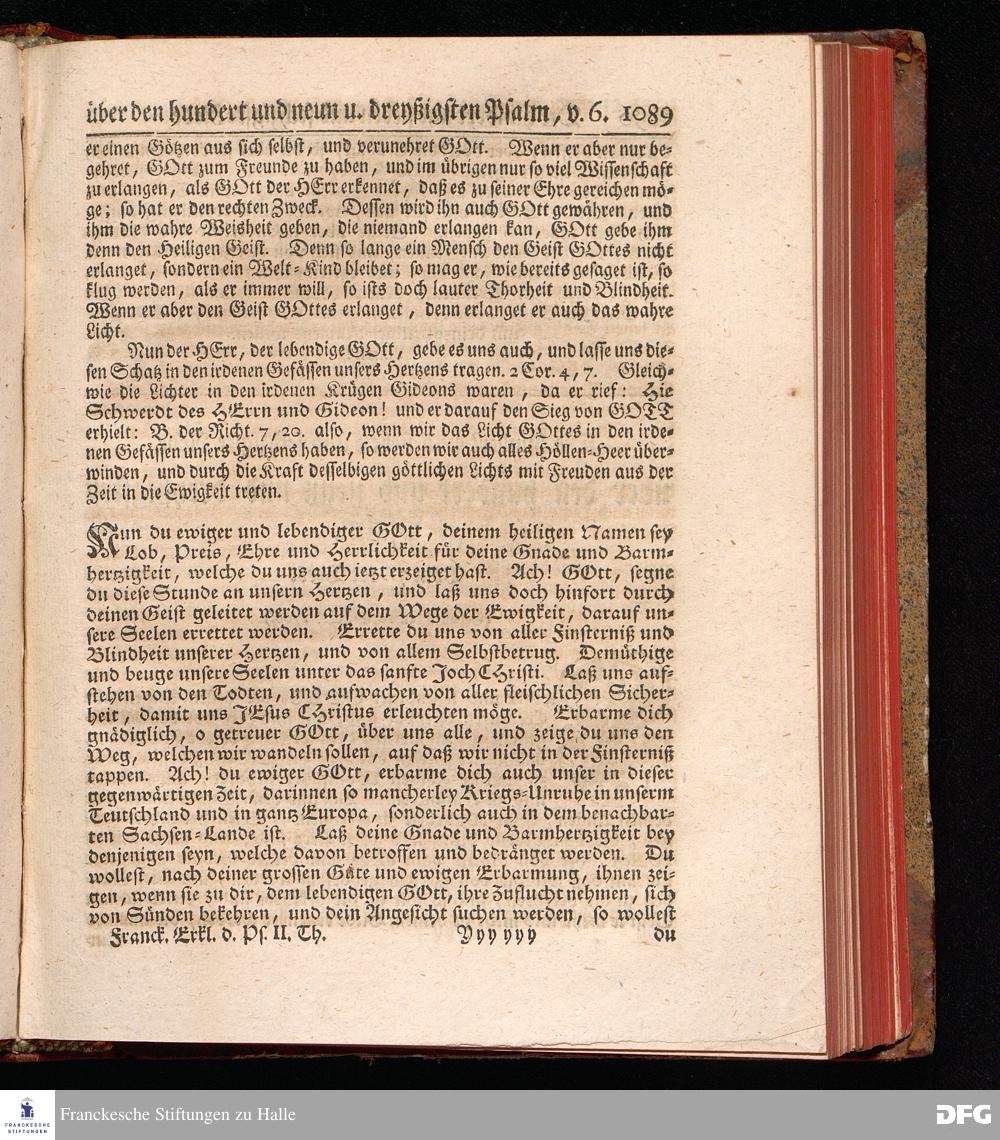 über den hundert und neun u. dreyßigsten Psalm, v. 6. 1089
er einen Götzen aus sich selbst, und verunehret GOtt. Wenn er aber nur be-
gehret, GOtt zum Freunde zu haben, und im übrigen nur so viel Wissenschaft
zu erlangen, als GOtt der HErr erkennet, daß es zu seiner Ehre gereichen mö-
ge; so hat er den rechten Zweck. Dessen wird ihn auch GOtt gewähren, und
ihm die wahre Weisheit geben, die niemand erlangen kan, GOtt gebe ihm
denn den Heiligen Geist. Denn so lange ein Mensch den Geist GOttes nicht
erlanget, sondern ein Welt-Kind bleibet; so mag er, wie bereits gesaget ist, so
klug werden, als er immer will, so ists doch lauter Thorheit und Blindheit.
Wenn er aber den Geist GOttes erlanget, denn erlanget er auch das wahre
Licht.
Nun der HErr, der lebendige GOtt, gebe es uns auch, und lasse uns die-
sen Schatz in den irdenen Gefässen unsers Hertzens tragen. 2 Cor. 4, 7. Gleich-
wie die Lichter in den irdenen Krügen Gideons waren, da er rief: Hie
Schwerdt des HErrn und Gideon! und er darauf den Sieg von GOTT
erhielt: B. der Richt. 7, 20. also, wenn wir das Licht GOttes in den irde-
nen Gefässen unsers Hertzens haben, so werden wir auch alles Höllen-Heer über-
winden, und durch die Kraft desselbigen göttlichen Lichts mit Freuden aus der
Zeit in die Ewigkeit treten.
Nun du ewiger und lebendiger GOtt, deinem heiligen Namen sey
Lob, Preis, Ehre und Herrlichkeit für deine Gnade und Barm-
hertzigkeit, welche du uns auch ietzt erzeiget hast. Ach! GOtt, segne
du diese Stunde an unsern Hertzen, und laß uns doch hinfort durch
deinen Geist geleitet werden auf dem Wege der Ewigkeit, darauf un-
sere Seelen errettet werden. Errette du uns von aller Finsterniß und
Blindheit unserer Hertzen, und von allem Selbstbetrug. Demüthige
und beuge unsere Seelen unter das sanfte Joch CHristi. Laß uns auf-
stehen von den Todten, und aufwachen von aller fleischlichen Sicher-
heit, damit uns JEsus CHristus erleuchten möge. Erbarme dich
gnädiglich, o getreuer GOtt, über uns alle, und zeige du uns den
Weg, welchen wir wandeln sollen, auf daß wir nicht in der Finsterniß
tappen. Ach! du ewiger GOtt, erbarme dich auch unser in dieser
gegenwärtigen Zeit, darinnen so mancherley Kriegs-Unruhe in unserm
Teutschland und in gantz Europa, sonderlich auch in dem benachbar-
ten Sachsen-Lande ist. Laß deine Gnade und Barmhertzigkeit bey
denjenigen seyn, welche davon betroffen und bedränget werden. Du
wollest, nach deiner grossen Güte und ewigen Erbarmung, ihnen zei-
gen, wenn sie zu dir, dem lebendigen GOtt, ihre Zuflucht nehmen, sich
von Sünden bekehren, und dein Angesicht suchen werden, so wollest
Franck. Erkl. d. Ps. II. Th. Yyy yyy du
FRANCKESCHE
STIFTUNGEN
Franckesche Stiftungen zu Halle
DFG